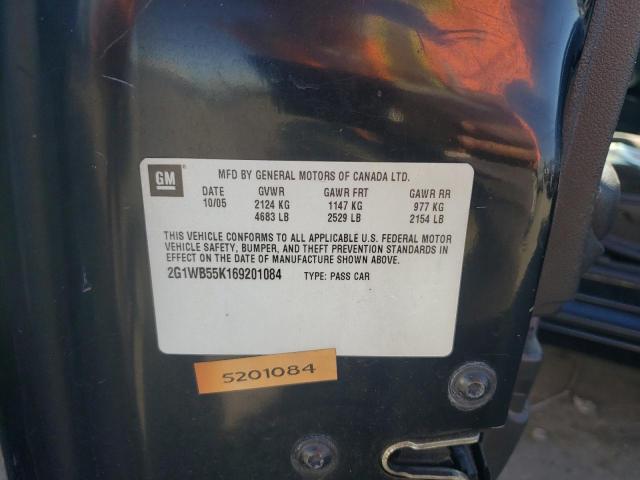 GM
MFD BY GENERAL MOTORS OF CANADA LTD.
DATE GVWR GAWR FRT GAWR RR
10/05 2124 KG 1147 KG 977 KG
4683 LB 2529 LB 2154 LB
THIS VEHICLE CONFORMS TO ALL APPLICABLE U.S. FEDERAL MOTOR
VEHICLE SAFETY, BUMPER, AND THEFT PREVENTION STANDARDS IN
EFFECT ON THE DATE OF MANUFACTURE SHOWN ABOVE.
2G1WB55K169201084 TYPE: PASS CAR
5201084